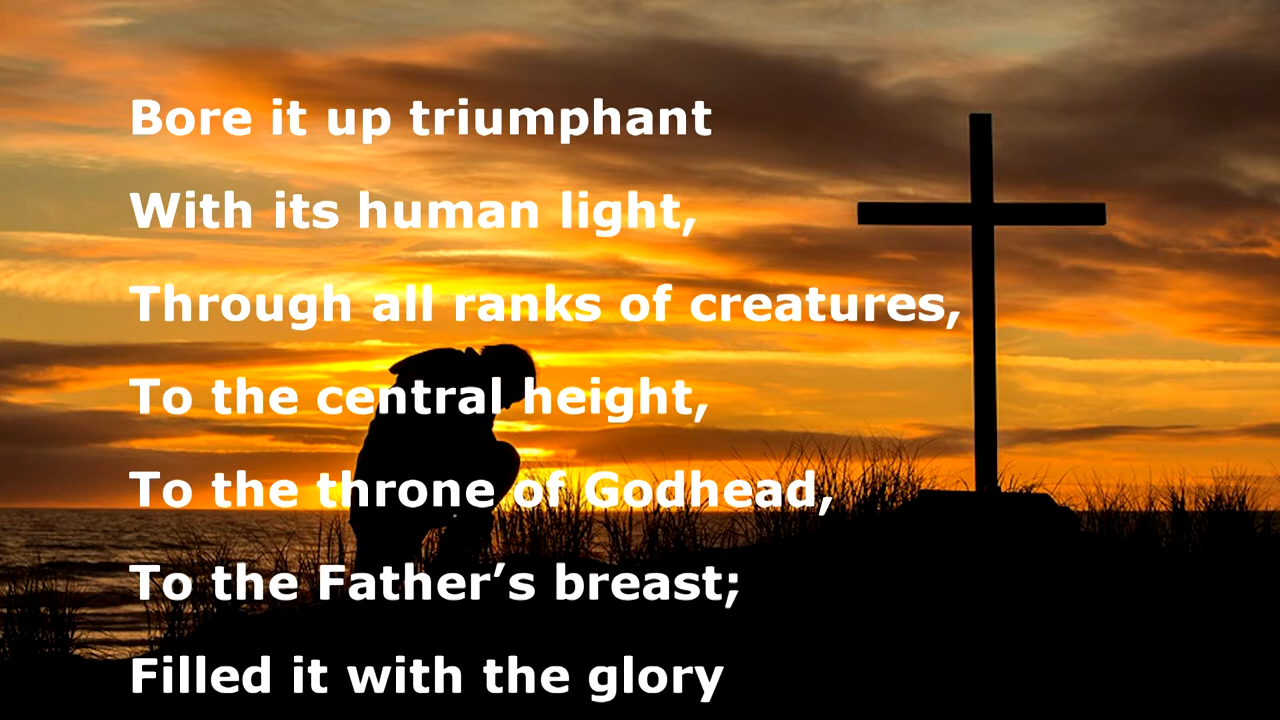 Bore it up triumphant
With its human light,
Through all ranks of creatures,
To the central height,
To the throne of Godhead,
To the Father’s breast;
Filled it with the glory